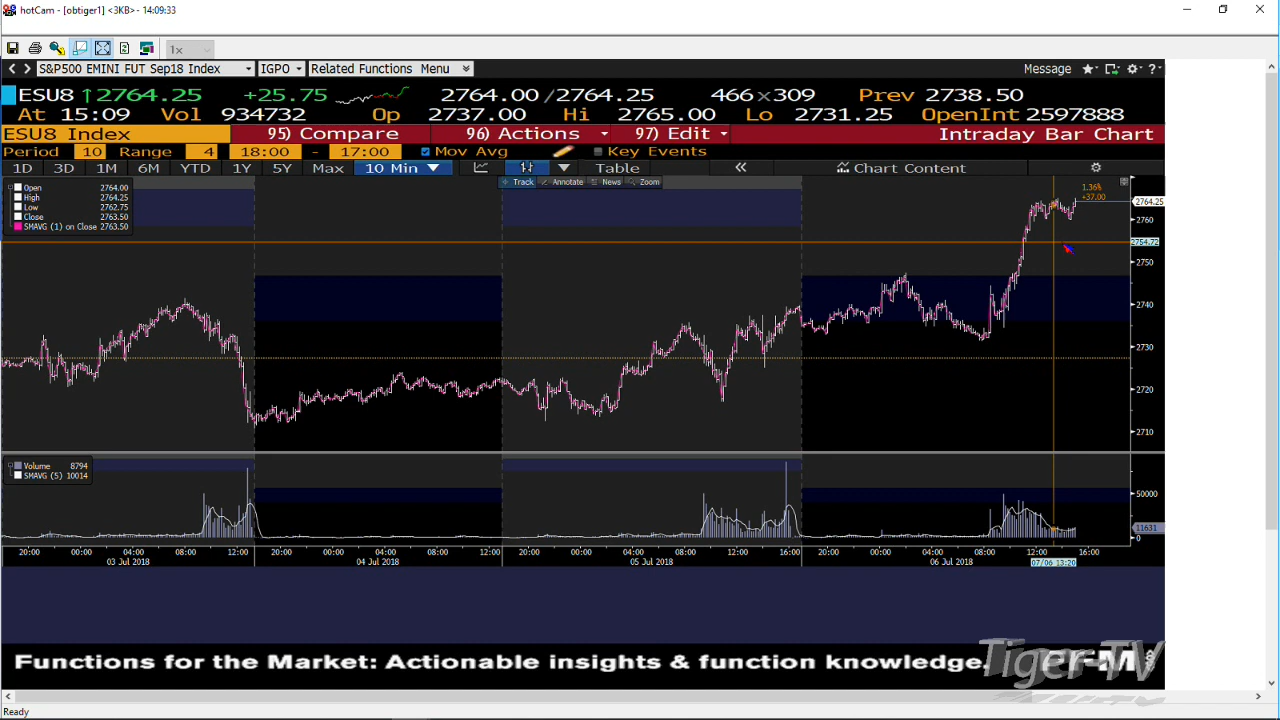 hotCam - [obtiger1] <3KB> - 14:09:33
1x
S&P500 EMINI FUT Sep18 Index IGPO Related Functions Menu Message
ESU8 ↑2764.25 +25.75 2764.00 /2764.25 466×309 Prev 2738.50
At 15:09 Vol 934732 Op 2737.00 Hi 2765.00 Lo 2731.25 OpenInt 2597888
ESU8 Index 95) Compare 96) Actions 97) Edit Intraday Bar Chart
Period 10 Range 4 18:00 - 17:00 Mov Avg Key Events
1D 3D 1M 6M YTD 1Y 5Y Max 10 Min Table « Chart Content
Track Annotate News Zoom
Open 2764.00
High 2764.25
Low 2762.75
Close 2763.50
SMAVG (1) on Close 2763.50
1.36%
+37.00
2764.25
2760
2754.72
2750
2740
2730
2720
2710
Volume 8794
SMAVG (5) 10014
50000
11631
0
20:00 00:00 04:00 08:00 12:00 20:00 00:00 04:00 08:00 12:00 20:00 00:00 04:00 08:00 12:00 16:00 20:00 00:00 04:00 08:00 12:00 16:00
03 Jul 2018 04 Jul 2018 05 Jul 2018 06 Jul 2018 07/06 13:20
Functions for the Market: Actionable insights & function knowledge.
Tiger-TV
Ready